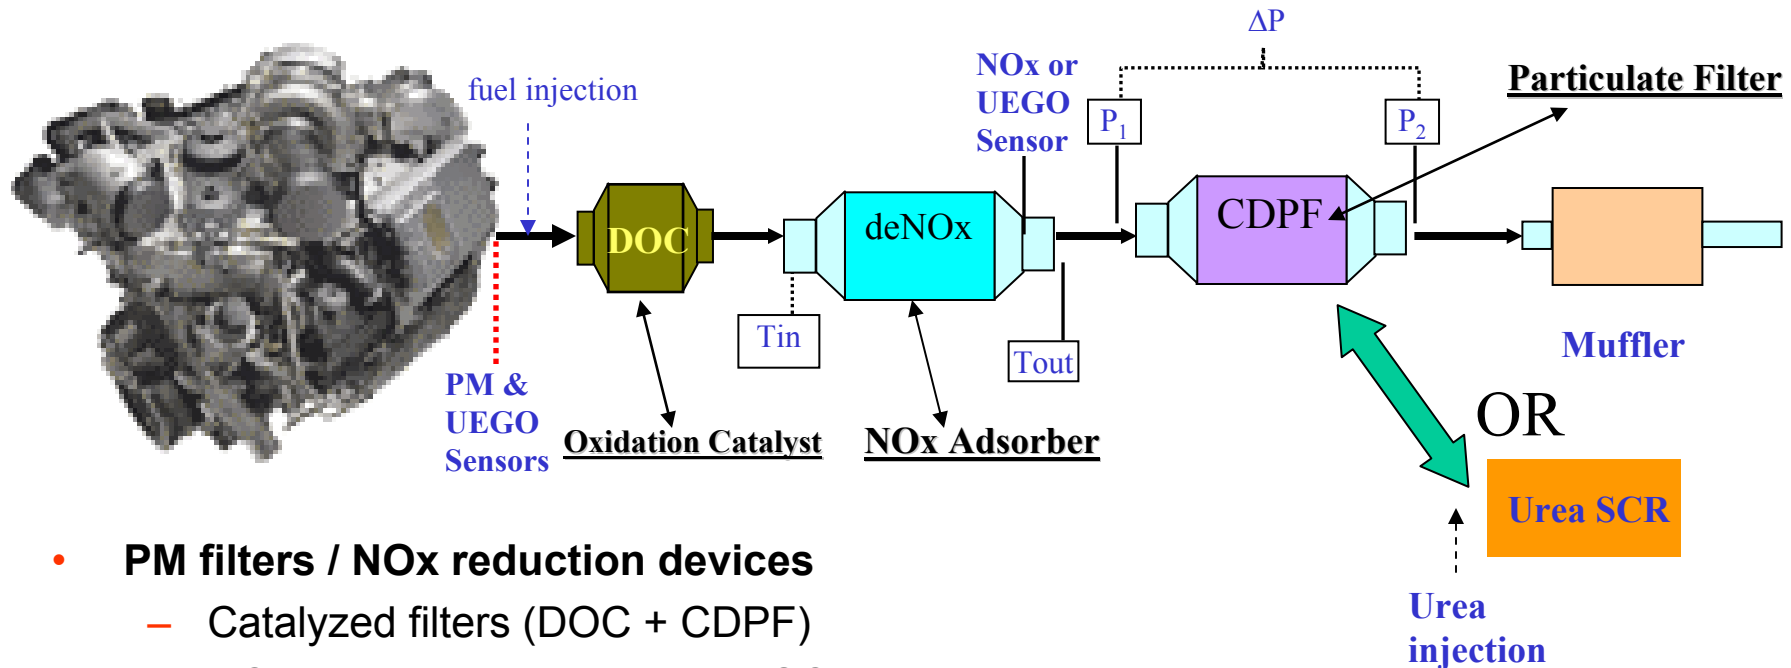 ΔP
fuel injection
NOx or
UEGO
Sensor
P1
P2
Particulate Filter
DOC
deNOx
CDPF
Tin
Tout
Muffler
PM &
UEGO
Sensors
Oxidation Catalyst
NOx Adsorber
OR
Urea SCR
Urea
injection
• PM filters / NOx reduction devices
– Catalyzed filters (DOC + CDPF)